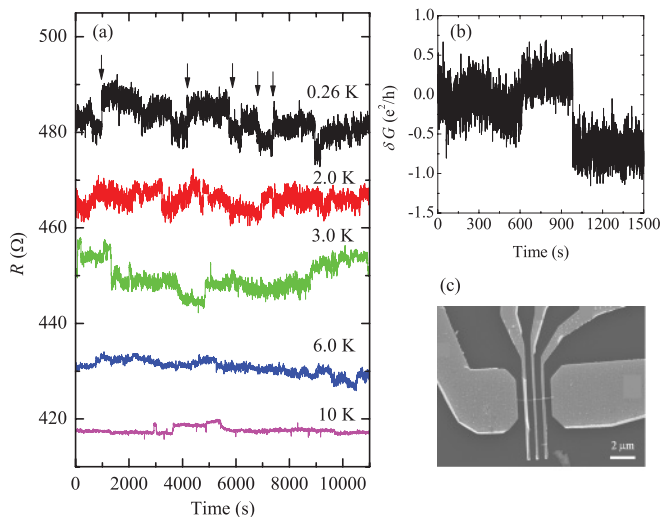 (a)
500
480
460
440
420
R (Ω)
0.26 K
2.0 K
3.0 K
6.0 K
10 K
0 2000 4000 6000 8000 10000
Time (s)
(b)
1.5
1.0
0.5
0.0
-0.5
-1.0
-1.5
δ G (e²/h)
0 300 600 900 1200 1500
Time (s)
(c)
2 μm